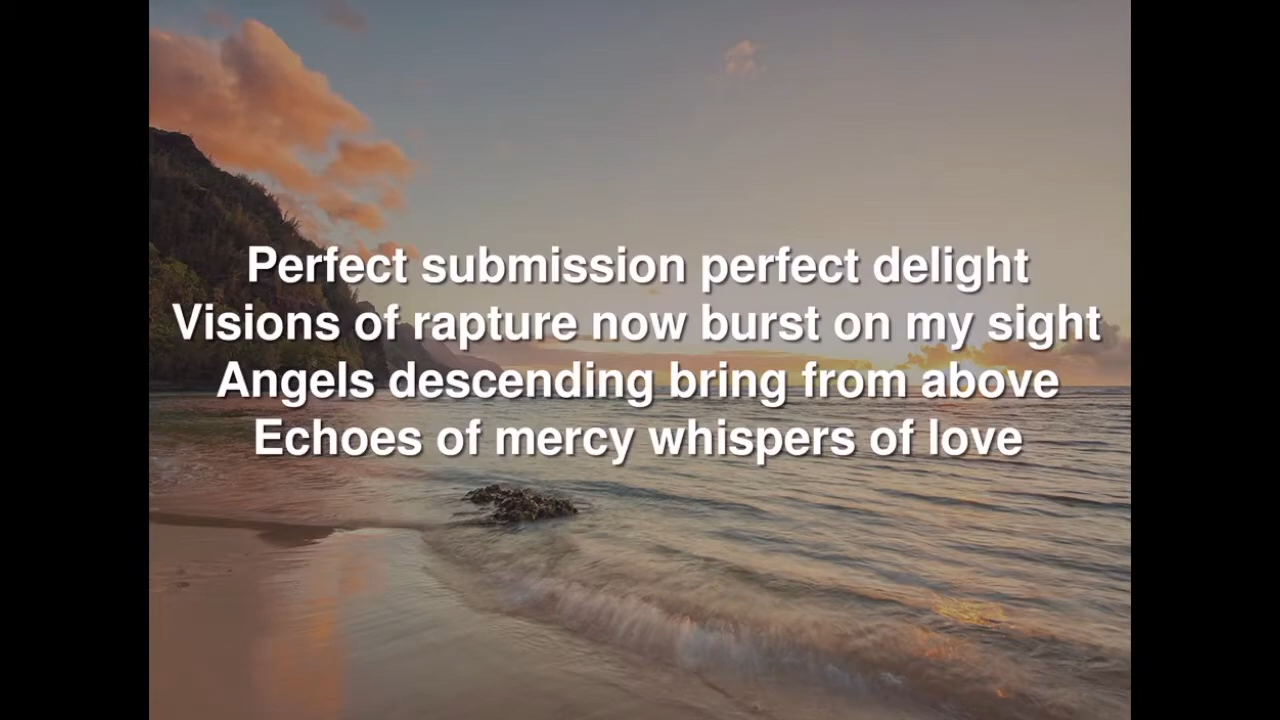 Perfect submission perfect delight
Visions of rapture now burst on my sight
Angels descending bring from above
Echoes of mercy whispers of love